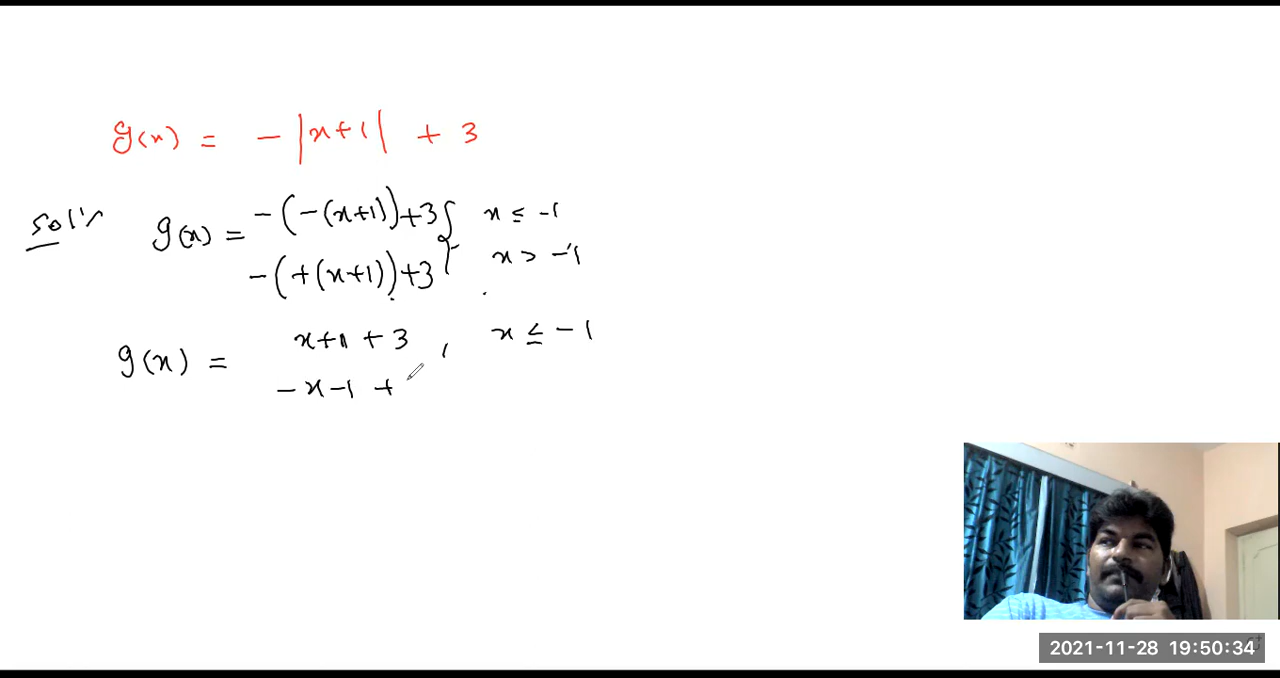 g(x) = - |x+1| + 3
Sol'n g(x) = -(-(x+1))+3 } x ≤ -1
-(+(x+1))+3 x > -1
g(x) = x+1 + 3 , x ≤ -1
-x-1 +
2021-11-28 19:50:34